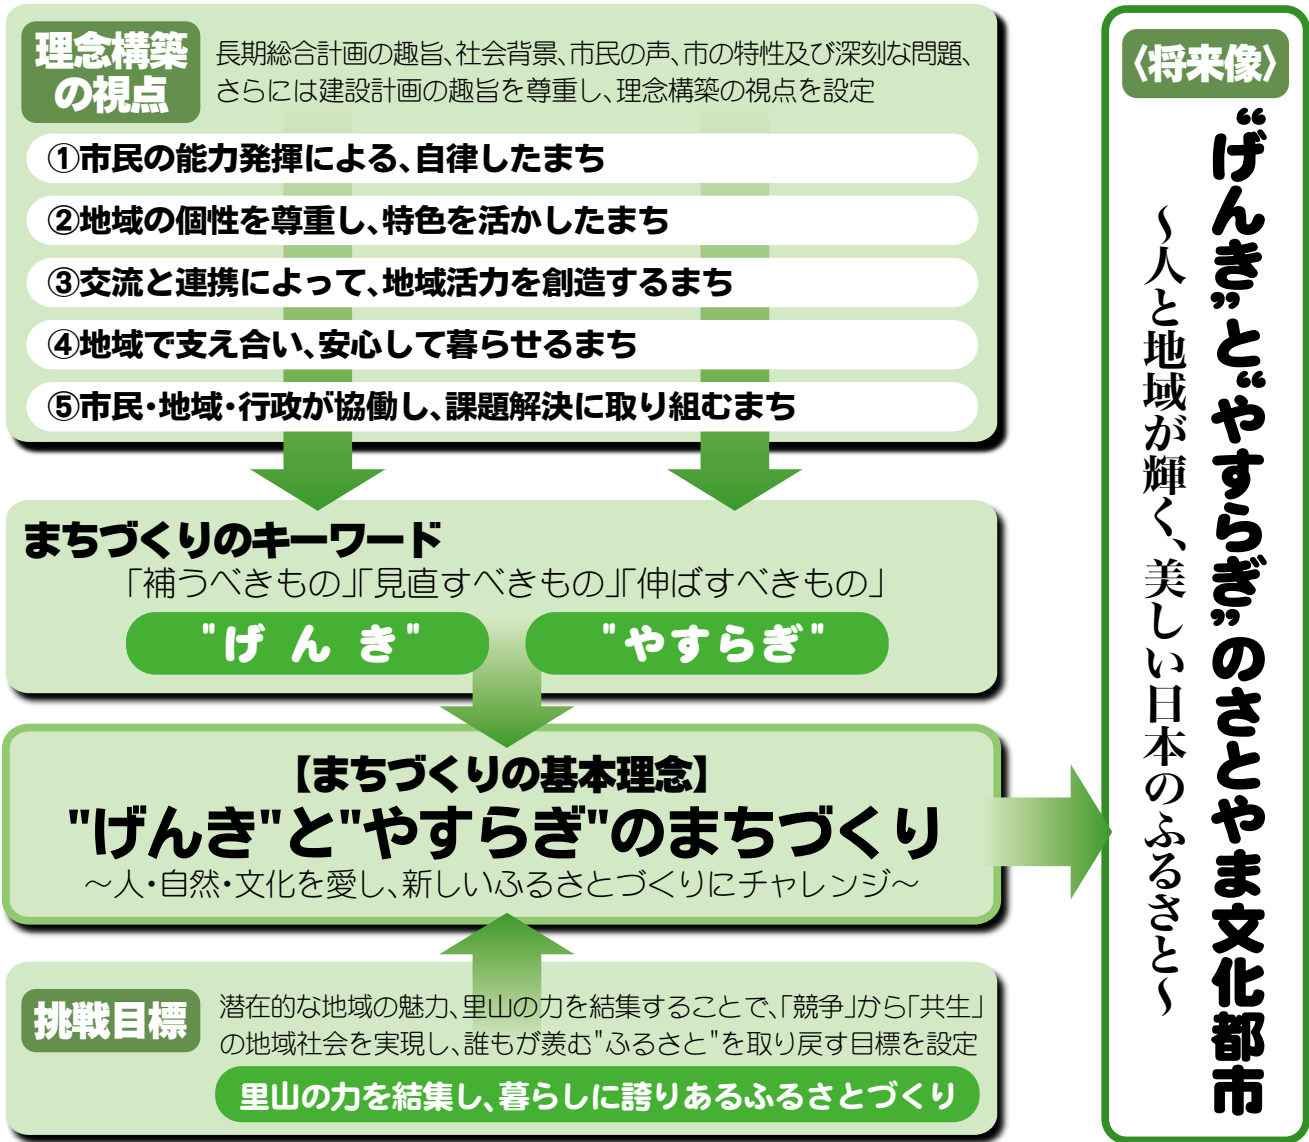 理念構築
の視点
長期総合計画の趣旨、社会背景、市民の声、市の特性及び深刻な問題、
さらには建設計画の趣旨を尊重し、理念構築の視点を設定
①市民の能力発揮による、自律したまち
②地域の個性を尊重し、特色を活かしたまち
③交流と連携によって、地域活力を創造するまち
④地域で支え合い、安心して暮らせるまち
⑤市民・地域・行政が協働し、課題解決に取り組むまち
まちづくりのキーワード
「補うべきもの」「見直すべきもの」「伸ばすべきもの」
"げんき"
"やすらぎ"
【まちづくりの基本理念】
"げんき"と"やすらぎ"のまちづくり
～人・自然・文化を愛し、新しいふるさとづくりにチャレンジ～
挑戦目標
潜在的な地域の魅力、里山の力を結集することで、「競争」から「共生」
の地域社会を実現し、誰もが羨む"ふるさと"を取り戻す目標を設定
里山の力を結集し、暮らしに誇りあるふるさとづくり
〈将来像〉
“げんき”と“やすらぎ”のさとやま文化都市
～人と地域が輝く、美しい日本のふるさと～